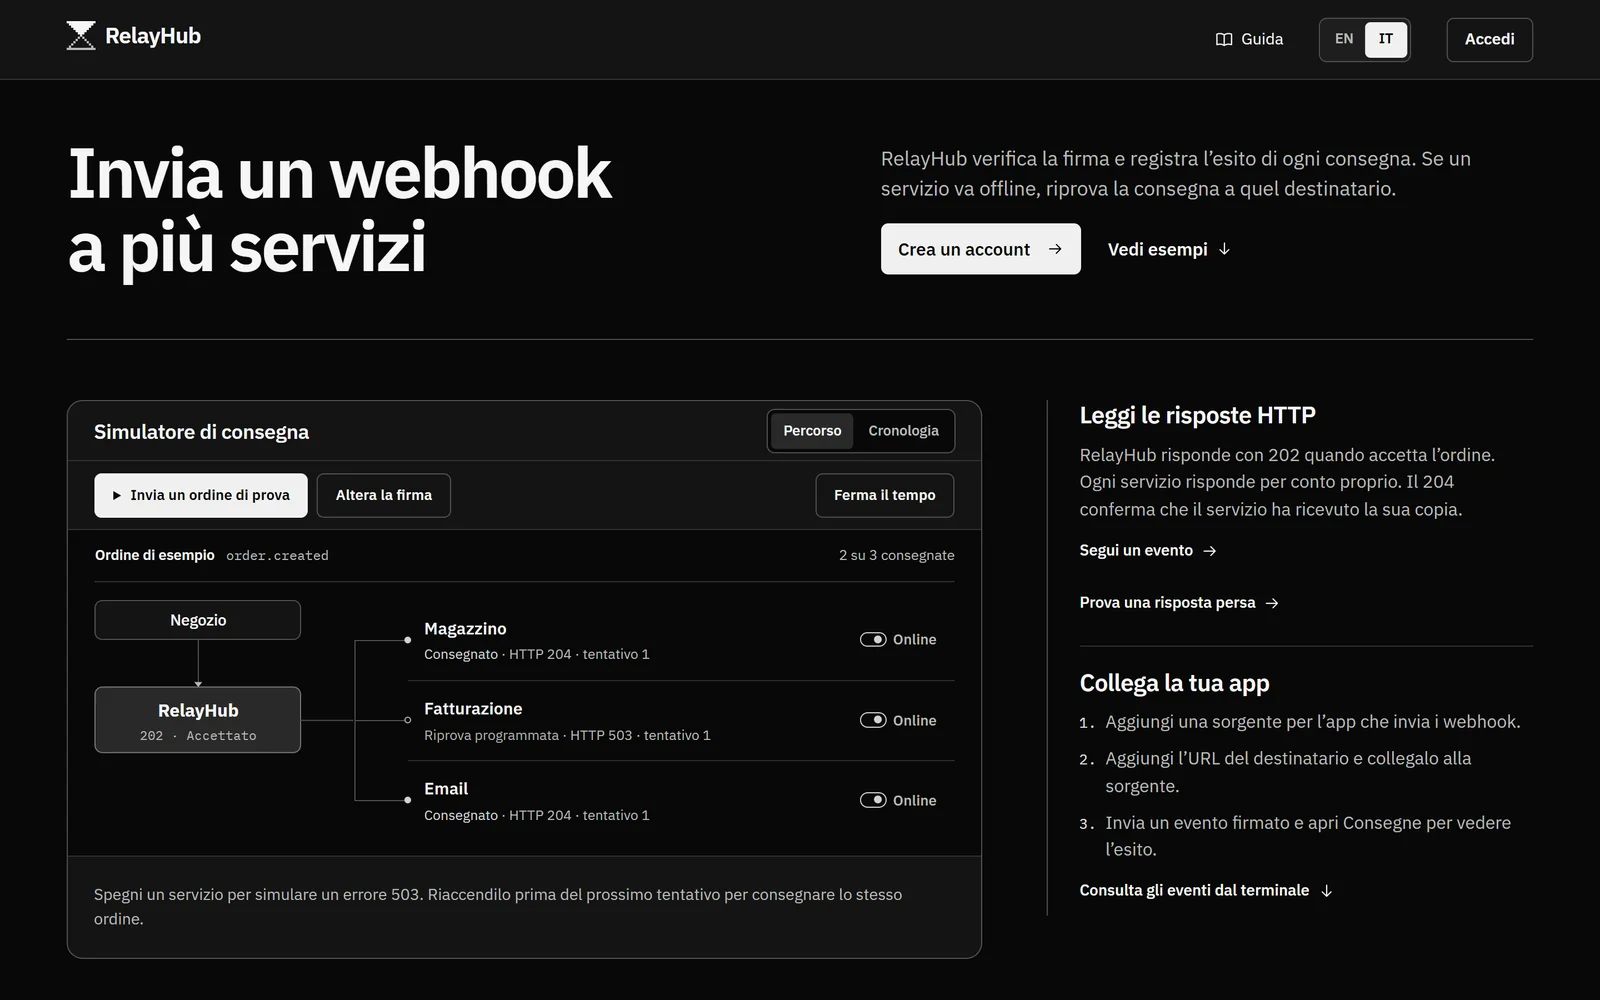 RelayHub
Guida
EN
IT
Accedi
Invia un webhook
a più servizi
RelayHub verifica la firma e registra l’esito di ogni consegna. Se un
servizio va offline, riprova la consegna a quel destinatario.
Crea un account →
Vedi esempi ↓
Simulatore di consegna
Percorso
Cronologia
Invia un ordine di prova
Altera la firma
Ferma il tempo
Ordine di esempio order.created
2 su 3 consegnate
Negozio
RelayHub
202 · Accettato
Magazzino
Consegnato · HTTP 204 · tentativo 1
Online
Fatturazione
Riprova programmata · HTTP 503 · tentativo 1
Online
Email
Consegnato · HTTP 204 · tentativo 1
Online
Spegni un servizio per simulare un errore 503. Riaccendilo prima del prossimo tentativo per consegnare lo stesso
ordine.
Leggi le risposte HTTP
RelayHub risponde con 202 quando accetta l’ordine.
Ogni servizio risponde per conto proprio. Il 204
conferma che il servizio ha ricevuto la sua copia.
Segui un evento →
Prova una risposta persa →
Collega la tua app
1. Aggiungi una sorgente per l’app che invia i webhook.
2. Aggiungi l’URL del destinatario e collegalo alla
sorgente.
3. Invia un evento firmato e apri Consegne per vedere
l’esito.
Consulta gli eventi dal terminale ↓